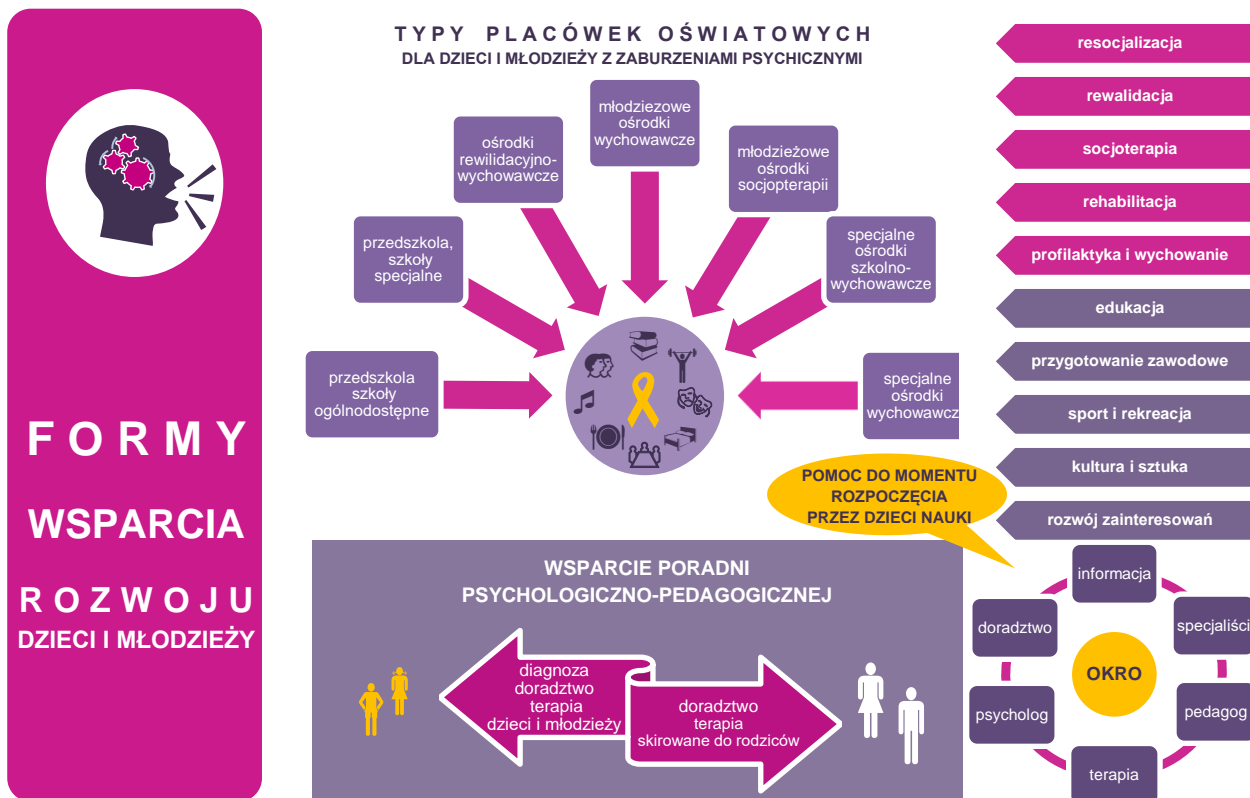 FORMY
WSPARCIA
ROZWOJU
DZIECI I MŁODZIEŻY
TYPY PLACÓWEK OŚWIATOWYCH
DLA DZIECI I MŁODZIEŻY Z ZABURZENIAMI PSYCHICZNYMI
przedszkola
szkoły
ogólnodostępne
przedszkola,
szkoły
specjalne
ośrodki
rewilidacyjno-
wychowawcze
młodziezowe
ośrodki
wychowawcze
młodzieżowe
ośrodki
socjopterapii
specjalne
ośrodki
szkolno-
wychowawcze
specjalne
ośrodki
wychowawcz
resocjalizacja
rewalidacja
socjoterapia
rehabilitacja
profilaktyka i wychowanie
edukacja
przygotowanie zawodowe
sport i rekreacja
kultura i sztuka
rozwój zainteresowań
POMOC DO MOMENTU
ROZPOCZĘCIA
PRZEZ DZIECI NAUKI
WSPARCIE PORADNI
PSYCHOLOGICZNO-PEDAGOGICZNEJ
diagnoza
doradztwo
terapia
dzieci i młodzieży
doradztwo
terapia
skirowane do rodziców
informacja
specjaliści
pedagog
terapia
psycholog
doradztwo
OKRO